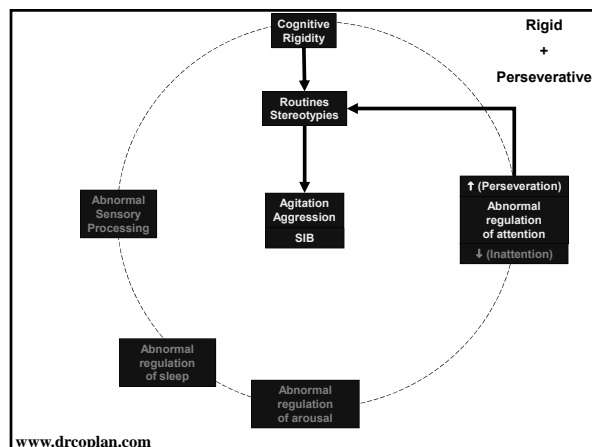 Cognitive
Rigidity
Rigid
+
Perseverative
Routines
Stereotypies
↑ (Perseveration)
Abnormal
regulation
of attention
↓ (Inattention)
Abnormal
Sensory
Processing
Agitation
Aggression
SIB
Abnormal
regulation
of sleep
Abnormal
regulation
of arousal
www.drcoplan.com